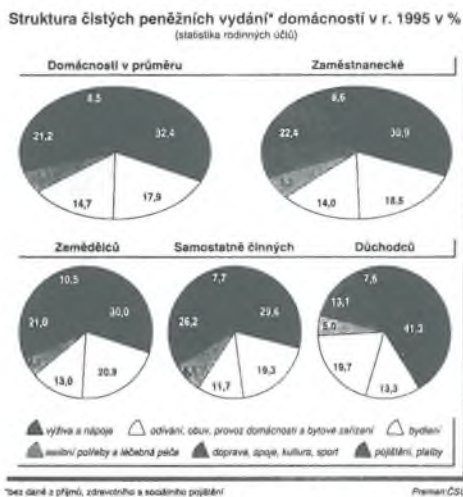 Struktura čistých peněžních vydání* domácností v r. 1995 v %
(statistika rodinných účtů)
Domácnosti v průměru
Zaměstnanecké
8,5
21,2
32,4
14,7
17,9
8,6
22,4
30,9
14,0
18,6
Zemědělců
Samostatně činných
Důchodců
10,5
21,0
30,0
13,0
20,9
7,7
26,2
29,6
11,7
19,3
7,6
13,1
5,0
41,3
19,7
13,3
výživa a nápoje
odívání, obuv, provoz domácnosti a bytové zařízení
bydlení
osobní potřeby a léčebná péče
doprava, spoje, kultura, sport
pojištění, platby
*bez daně z příjmů, zdravotního a sociálního pojištění
Pramen: ČSÚ